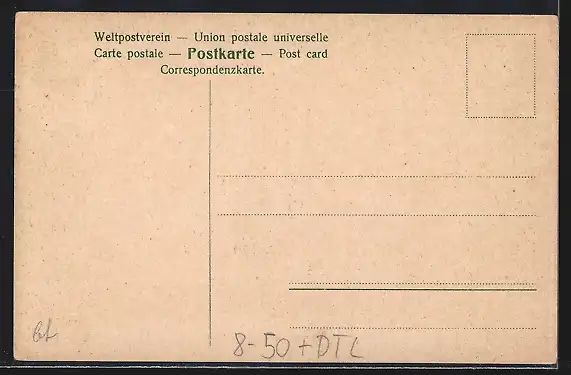 Weltpostverein — Union postale universelle
Carte postale — Postkarte — Post card
Correspondenzkarte.
8-50 + DTL